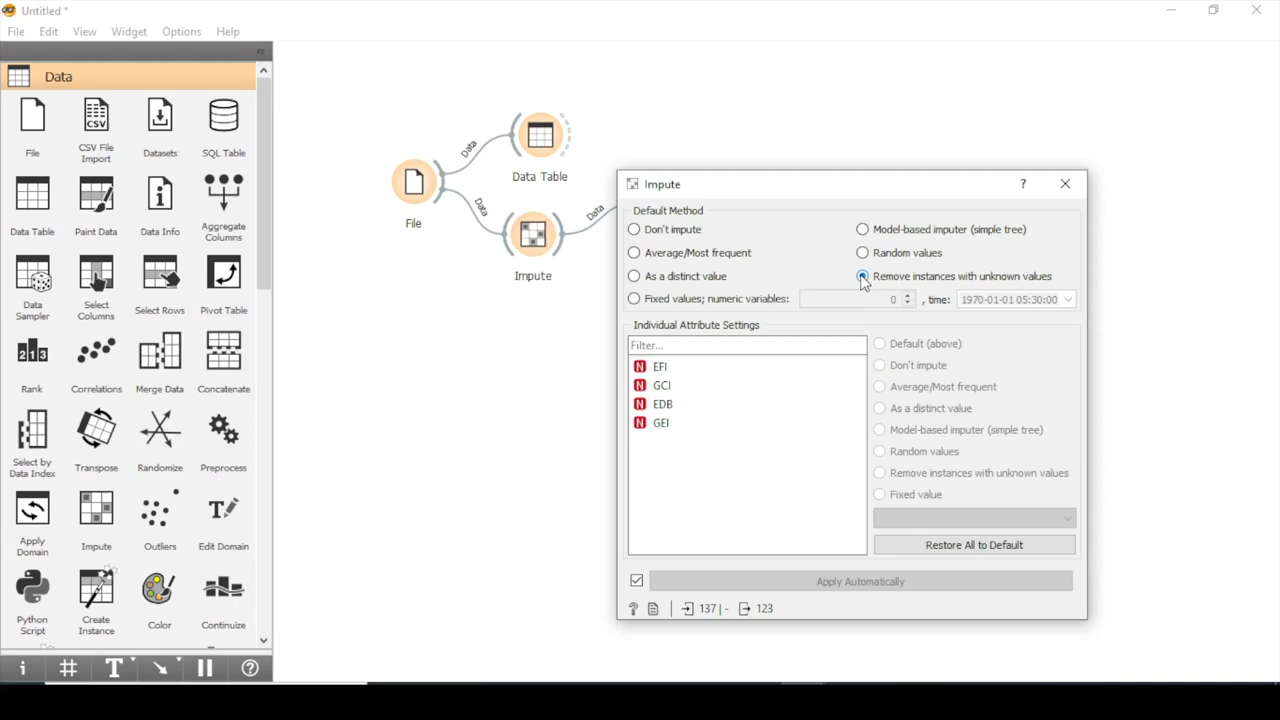 Untitled *
File Edit View Widget Options Help
Data
File
CSV File Import
Datasets
SQL Table
Data Table
Paint Data
Data Info
Aggregate Columns
Data Sampler
Select Columns
Select Rows
Pivot Table
Rank
Correlations
Merge Data
Concatenate
Select by Data Index
Transpose
Randomize
Preprocess
Apply Domain
Impute
Outliers
Edit Domain
Python Script
Create Instance
Color
Continuize
File
Data
Data Table
Data
Impute
Data
Impute
Default Method
Don't impute
Model-based imputer (simple tree)
Average/Most frequent
Random values
As a distinct value
Remove instances with unknown values
Fixed values; numeric variables: 0 , time: 1970-01-01 05:30:00
Individual Attribute Settings
Filter...
N EFI
N GCI
N EDB
N GEI
Default (above)
Don't impute
Average/Most frequent
As a distinct value
Model-based imputer (simple tree)
Random values
Remove instances with unknown values
Fixed value
Restore All to Default
Apply Automatically
137 | - 123